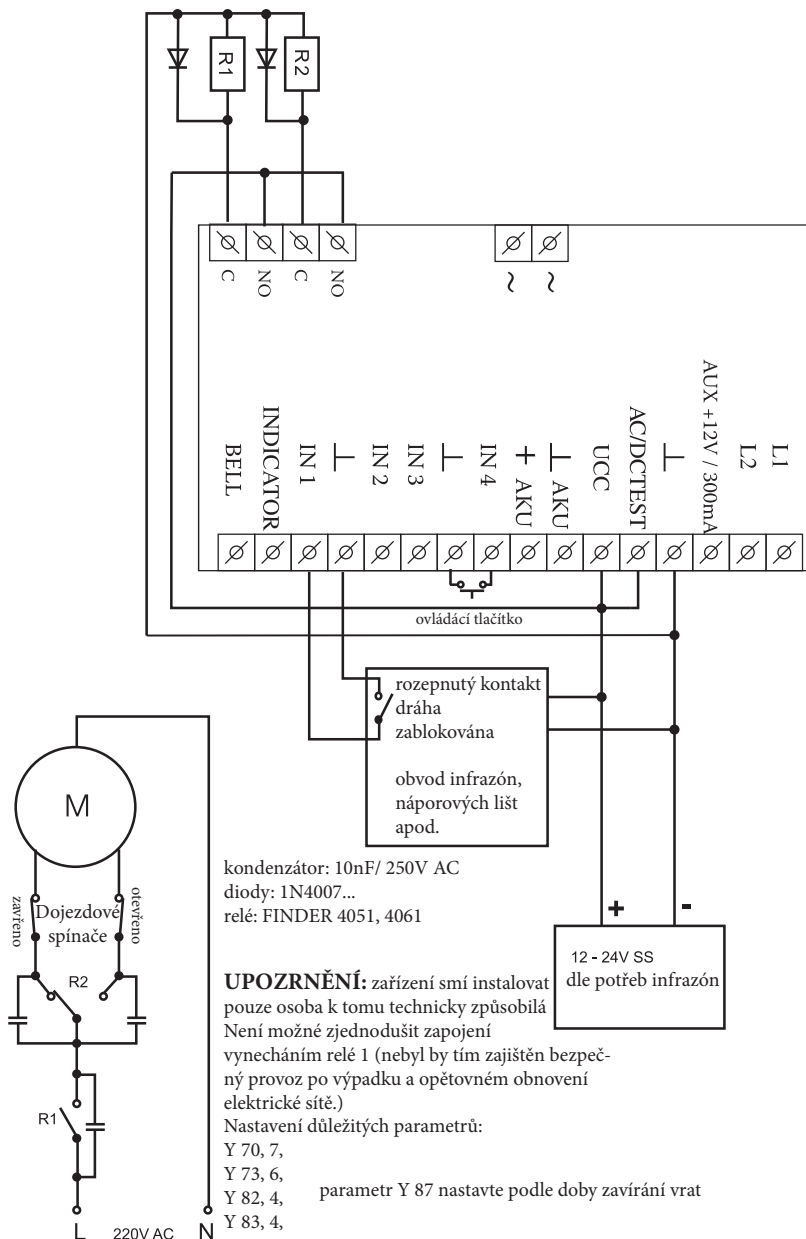 R1
R2
C
NO
C
NO
~
~
BELL
INDICATOR
IN 1
⊥
IN 2
IN 3
⊥
IN 4
+ AKU
⊥ AKU
UCC
AC/DCTEST
⊥
AUX +12V / 300mA
L2
L1
ovládácí tlačítko
rozepnutý kontakt
dráha
zablokována
obvod infrazón,
náporových lišt
apod.
M
zavřeno
Dojezdové
spínače
otevřeno
R2
R1
L
220V AC
N
kondenzátor: 10nF/ 250V AC
diody: 1N4007...
relé: FINDER 4051, 4061
+
-
12 - 24V SS
dle potřeb infrazón
UPOZRNĚNÍ: zařízení smí instalovat
pouze osoba k tomu technicky způsobilá
Není možné zjednodušit zapojení
vynecháním relé 1 (nebyl by tím zajištěn bezpeč-
ný provoz po výpadku a opětovném obnovení
elektrické sítě.)
Nastavení důležitých parametrů:
Y 70, 7,
Y 73, 6,
Y 82, 4,
Y 83, 4,
parametr Y 87 nastavte podle doby zavírání vrat